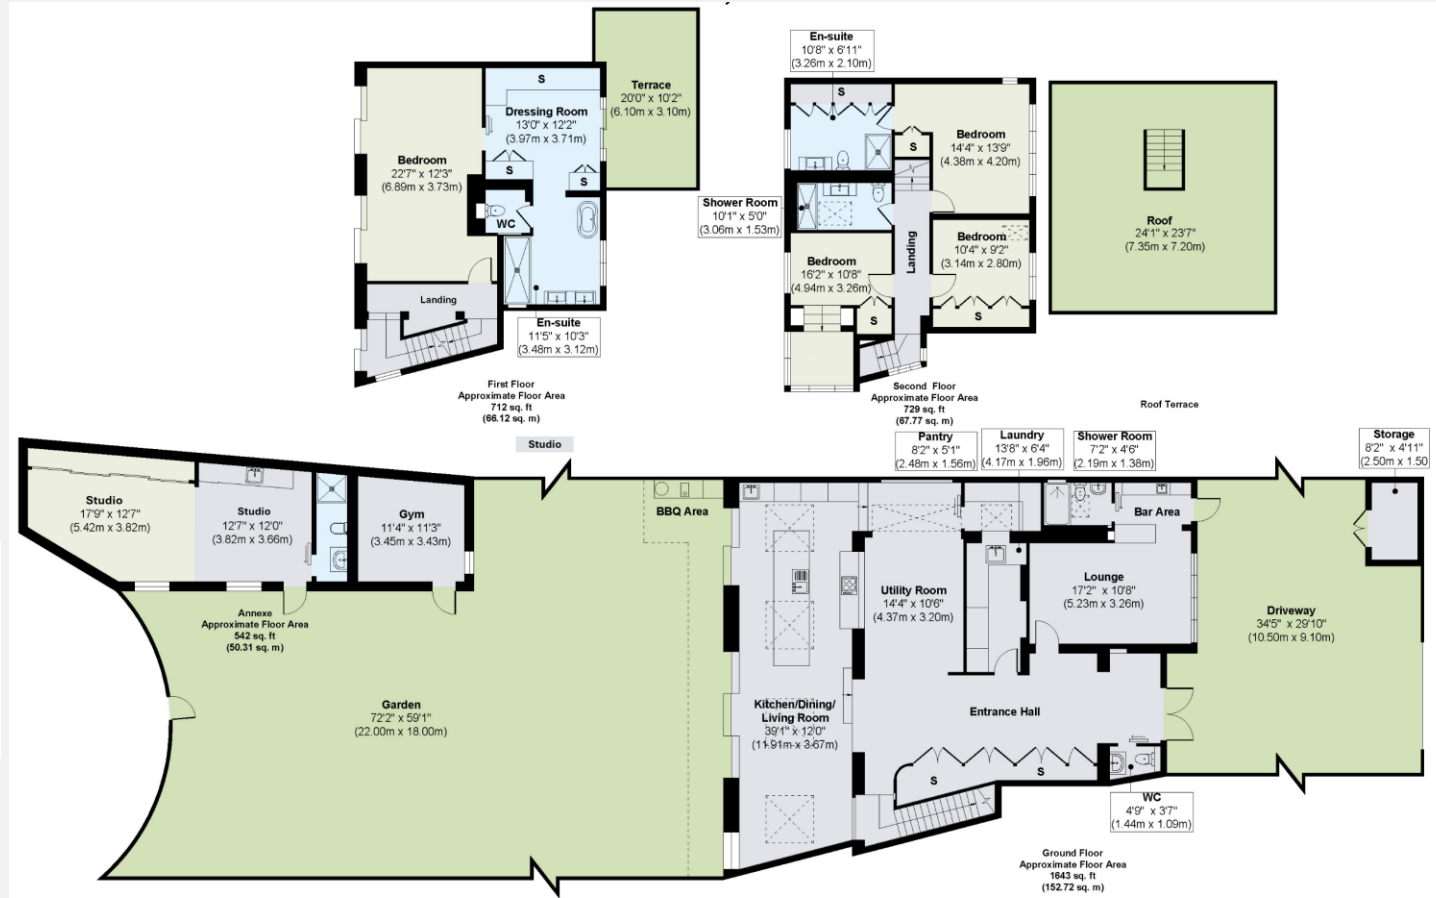 S
Dressing Room
13'0" x 12'2"
(3.97m x 3.71m)
Terrace
20'0" x 10'2"
(6.10m x 3.10m)
Bedroom
22'7" x 12'3"
(6.89m x 3.73m)
S
S
WC
Landing
En-suite
11'5" x 10'3"
(3.48m x 3.12m)
First Floor
Approximate Floor Area
712 sq. ft
(66.12 sq. m)
En-suite
10'8" x 6'11"
(3.26m x 2.10m)
S
Bedroom
14'4" x 13'9"
(4.38m x 4.20m)
S
Shower Room
10'1" x 5'0"
(3.06m x 1.53m)
Landing
Bedroom
10'4" x 9'2"
(3.14m x 2.80m)
Bedroom
16'2" x 10'8"
(4.94m x 3.26m)
S
S
Second Floor
Approximate Floor Area
729 sq. ft
(67.77 sq. m)
Roof
24'1" x 23'7"
(7.35m x 7.20m)
Roof Terrace
Studio
Studio
17'9" x 12'7"
(5.42m x 3.82m)
Studio
12'7" x 12'0"
(3.82m x 3.66m)
Gym
11'4" x 11'3"
(3.45m x 3.43m)
Annexe
Approximate Floor Area
542 sq. ft
(50.31 sq. m)
Garden
72'2" x 59'1"
(22.00m x 18.00m)
BBQ Area
Pantry
8'2" x 5'1"
(2.48m x 1.56m)
Laundry
13'8" x 6'4"
(4.17m x 1.96m)
Shower Room
7'2" x 4'6"
(2.19m x 1.38m)
Storage
8'2" x 4'11"
(2.50m x 1.50
Bar Area
Utility Room
14'4" x 10'6"
(4.37m x 3.20m)
Lounge
17'2" x 10'8"
(5.23m x 3.26m)
Driveway
34'5" x 29'10"
(10.50m x 9.10m)
Kitchen/Dining/
Living Room
39'1" x 12'0"
(11.91m x 3.67m)
Entrance Hall
S
S
WC
4'9" x 3'7"
(1.44m x 1.09m)
Ground Floor
Approximate Floor Area
1643 sq. ft
(152.72 sq. m)